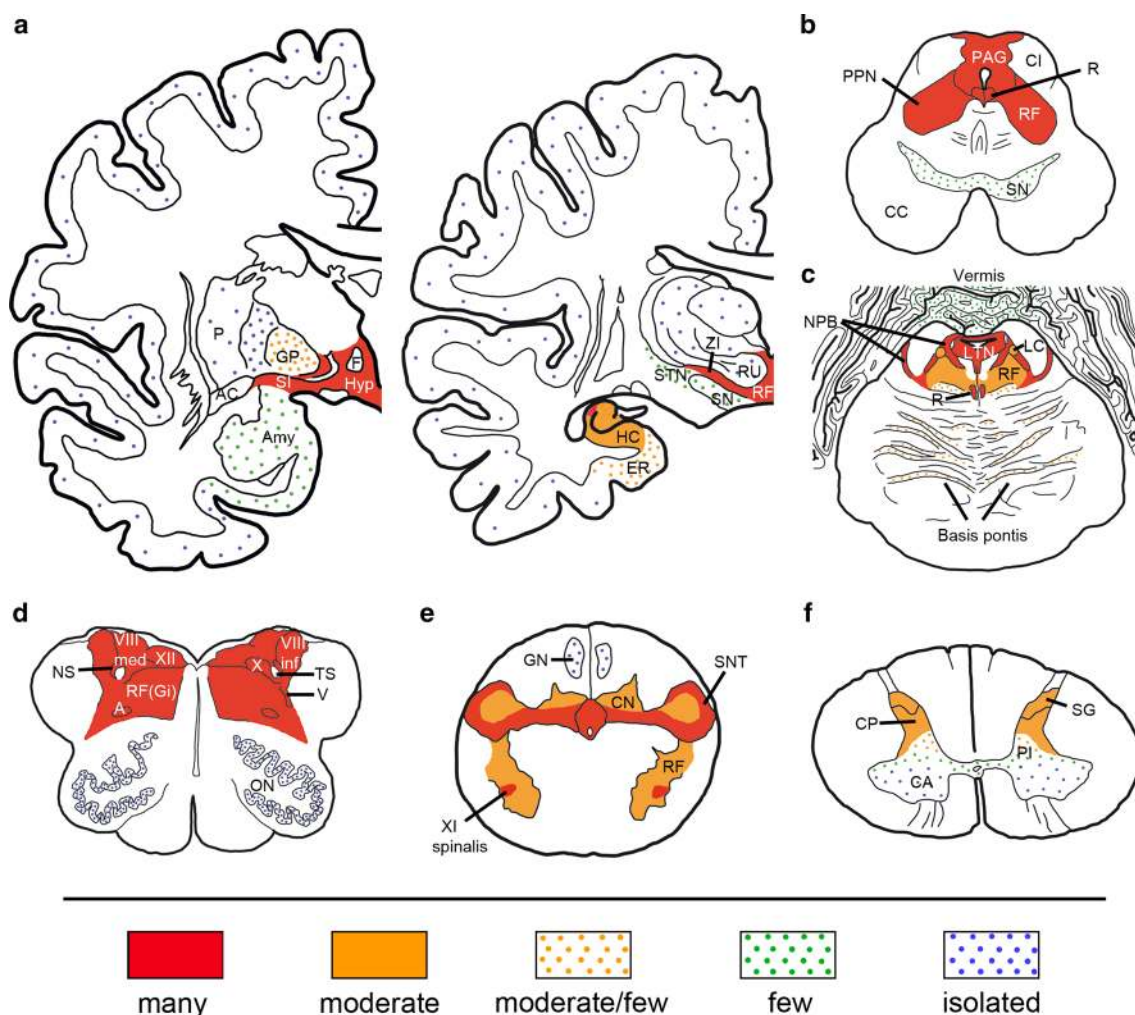 a
P
GP
F
SI
Hyp
AC
Amy
ZI
STN
RU
SN
RF
HC
ER
b
PAG
CI
R
PPN
RF
SN
CC
c
Vermis
NPB
LTN
LC
RF
R
Basis pontis
d
VIII
med
XII
VIII
inf
X
NS
TS
RF(Gi)
V
A
ON
e
GN
SNT
CN
RF
XI
spinalis
f
SG
CP
PI
CA
many
moderate
moderate/few
few
isolated